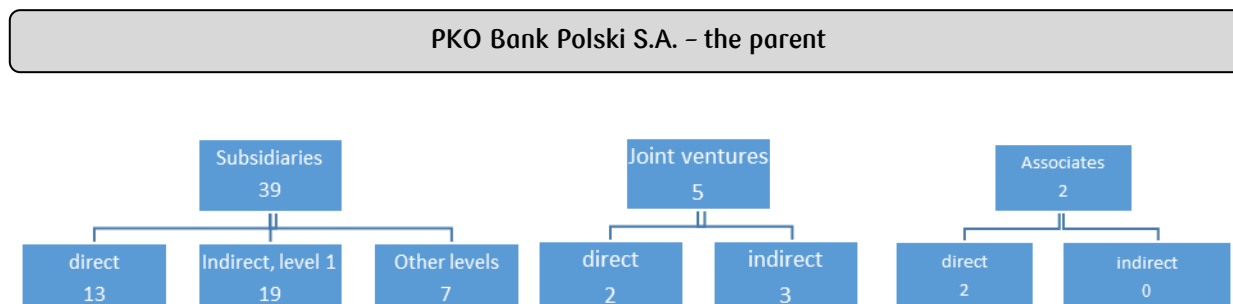 PKO Bank Polski S.A. – the parent
Subsidiaries
39
direct
13
Indirect, level 1
19
Other levels
7
Joint ventures
5
direct
2
indirect
3
Associates
2
direct
2
indirect
0